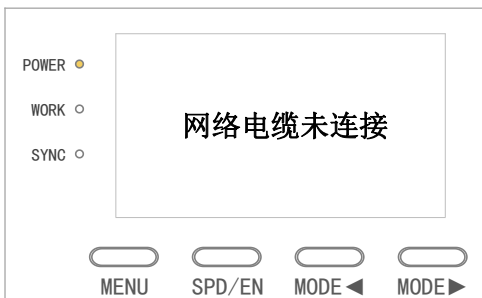 POWER
WORK
SYNC
网络电缆未连接
MENU SPD/EN MODE◀ MODE▶